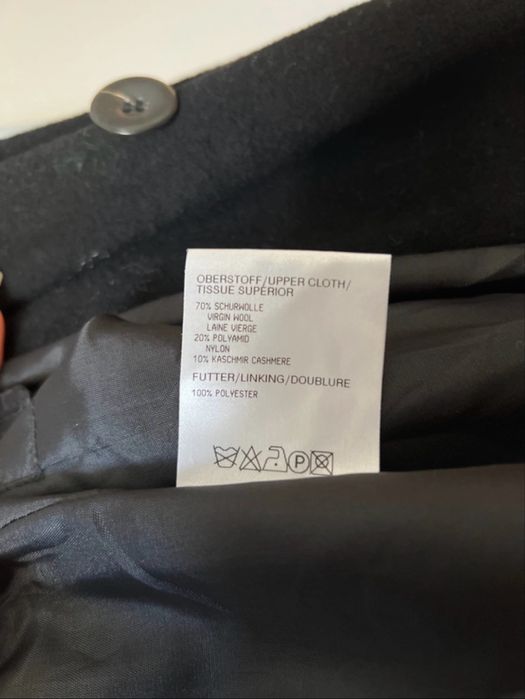 OBERSTOFF/UPPER CLOTH/
TISSUE SUPERIOR
70% SCHURWOLLE
VIRGIN WOOL
LAINE VIERGE
20% POLYAMID
NYLON
10% KASCHMIR CASHMERE
FUTTER/LINKING/DOUBLURE
100% POLYESTER
P